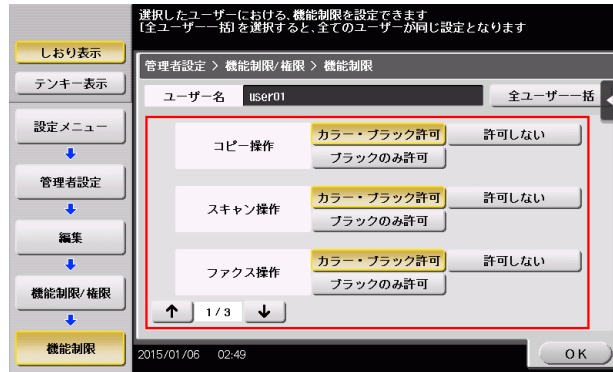 選択したユーザーにおける､機能制限を設定できます
[全ユーザー一括]を選択すると､全てのユーザーが同じ設定となります
しおり表示
テンキー表示
設定メニュー
管理者設定
編集
機能制限/権限
機能制限
管理者設定 > 機能制限/権限 > 機能制限
ユーザー名 user01 全ユーザー一括
コピー操作 カラー・ブラック許可 許可しない
ブラックのみ許可
スキャン操作 カラー・ブラック許可 許可しない
ブラックのみ許可
ファクス操作 カラー・ブラック許可 許可しない
ブラックのみ許可
↑ 1/3 ↓
2015/01/06 02:49 OK